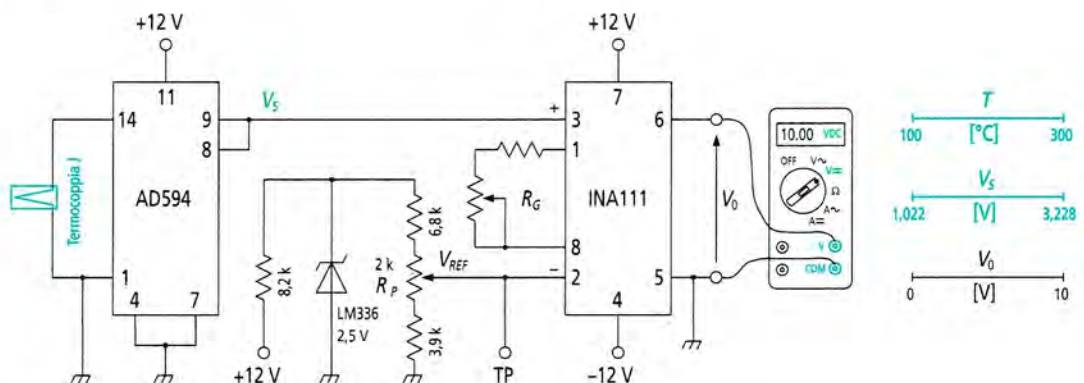 +12 V
11
14
9
8
AD594
1
4
7
Termocoppia J
V_S
8,2 k
+12 V
LM336
2,5 V
6,8 k
2 k
R_P
3,9 k
V_REF
TP
+12 V
7
+
3
1
6
R_G
INA111
8
–
2
5
4
–12 V
V_0
10.00 VDC
OFF
V~
V=
Ω
A~
A=
V
COM
T
100
[°C]
300
V_S
1,022
[V]
3,228
V_0
0
[V]
10